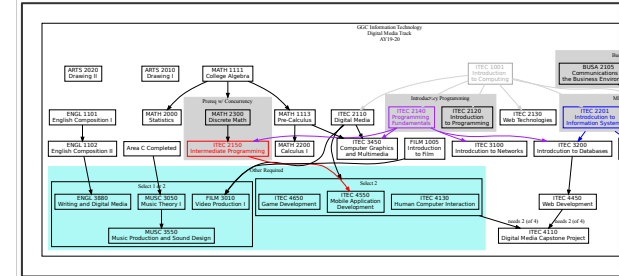 GGC Information Technology
Digital Media Track
AY19-20
ARTS 2020
Drawing II
ARTS 2010
Drawing I
MATH 1111
College Algebra
ITEC 1001
Introduction
to Computing
BUSA 2105
Communications
the Business Enviror
Prereq w/ Concurrency
Introductory Programming
ENGL 1101
English Composition I
MATH 2000
Statistics
MATH 2300
Discrete Math
MATH 1113
Pre-Calculus
ITEC 2110
Digital Media
ITEC 2140
Programming
Fundamentals
ITEC 2120
Introduction
to Programming
ITEC 2130
Web Technologies
ITEC 2201
Introduction to
Information System
ENGL 1102
English Composition II
Area C Completed
ITEC 2150
Intermediate Programming
MATH 2200
Calculus I
ITEC 3450
Computer Graphics
and Multimedia
FILM 1005
Introduction
to Film
ITEC 3100
Introduction to Networks
ITEC 3200
Introduction to Databases
Other Required
Select 1 of 2
Select 2
ENGL 3880
Writing and Digital Media
MUSC 3050
Music Theory I
FILM 3010
Video Production I
ITEC 4650
Game Development
ITEC 4550
Mobile Application
Development
ITEC 4130
Human Computer Interaction
ITEC 4450
Web Development
MUSC 3550
Music Production and Sound Design
needs 2 (of 4)
needs 2 (of 4)
ITEC 4110
Digital Media Capstone Project